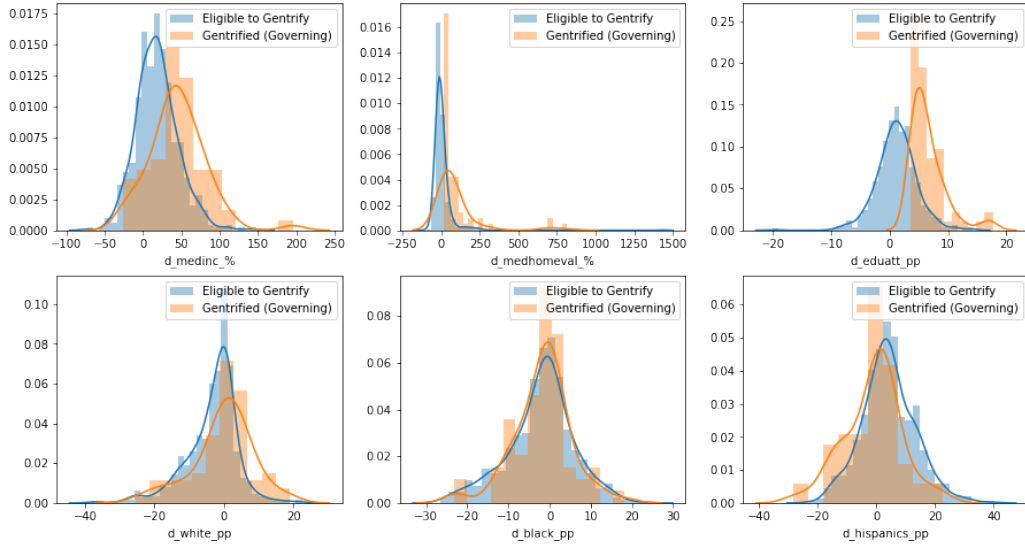 Eligible to Gentrify
Gentrified (Governing)
0.0175
0.0150
0.0125
0.0100
0.0075
0.0050
0.0025
0.0000
−100 −50 0 50 100 150 200 250
d_medinc_%
Eligible to Gentrify
Gentrified (Governing)
0.016
0.014
0.012
0.010
0.008
0.006
0.004
0.002
0.000
−250 0 250 500 750 1000 1250 1500
d_medhomeval_%
Eligible to Gentrify
Gentrified (Governing)
0.25
0.20
0.15
0.10
0.05
0.00
−20 −10 0 10 20
d_eduatt_pp
Eligible to Gentrify
Gentrified (Governing)
0.10
0.08
0.06
0.04
0.02
0.00
−40 −20 0 20
d_white_pp
Eligible to Gentrify
Gentrified (Governing)
0.08
0.06
0.04
0.02
0.00
−30 −20 −10 0 10 20 30
d_black_pp
Eligible to Gentrify
Gentrified (Governing)
0.06
0.05
0.04
0.03
0.02
0.01
0.00
−40 −20 0 20 40
d_hispanics_pp